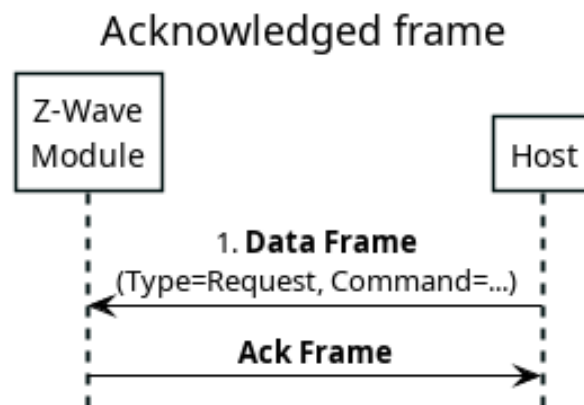 Acknowledged frame
Z-Wave
Module
Host
1. Data Frame
(Type=Request, Command=...)
Ack Frame